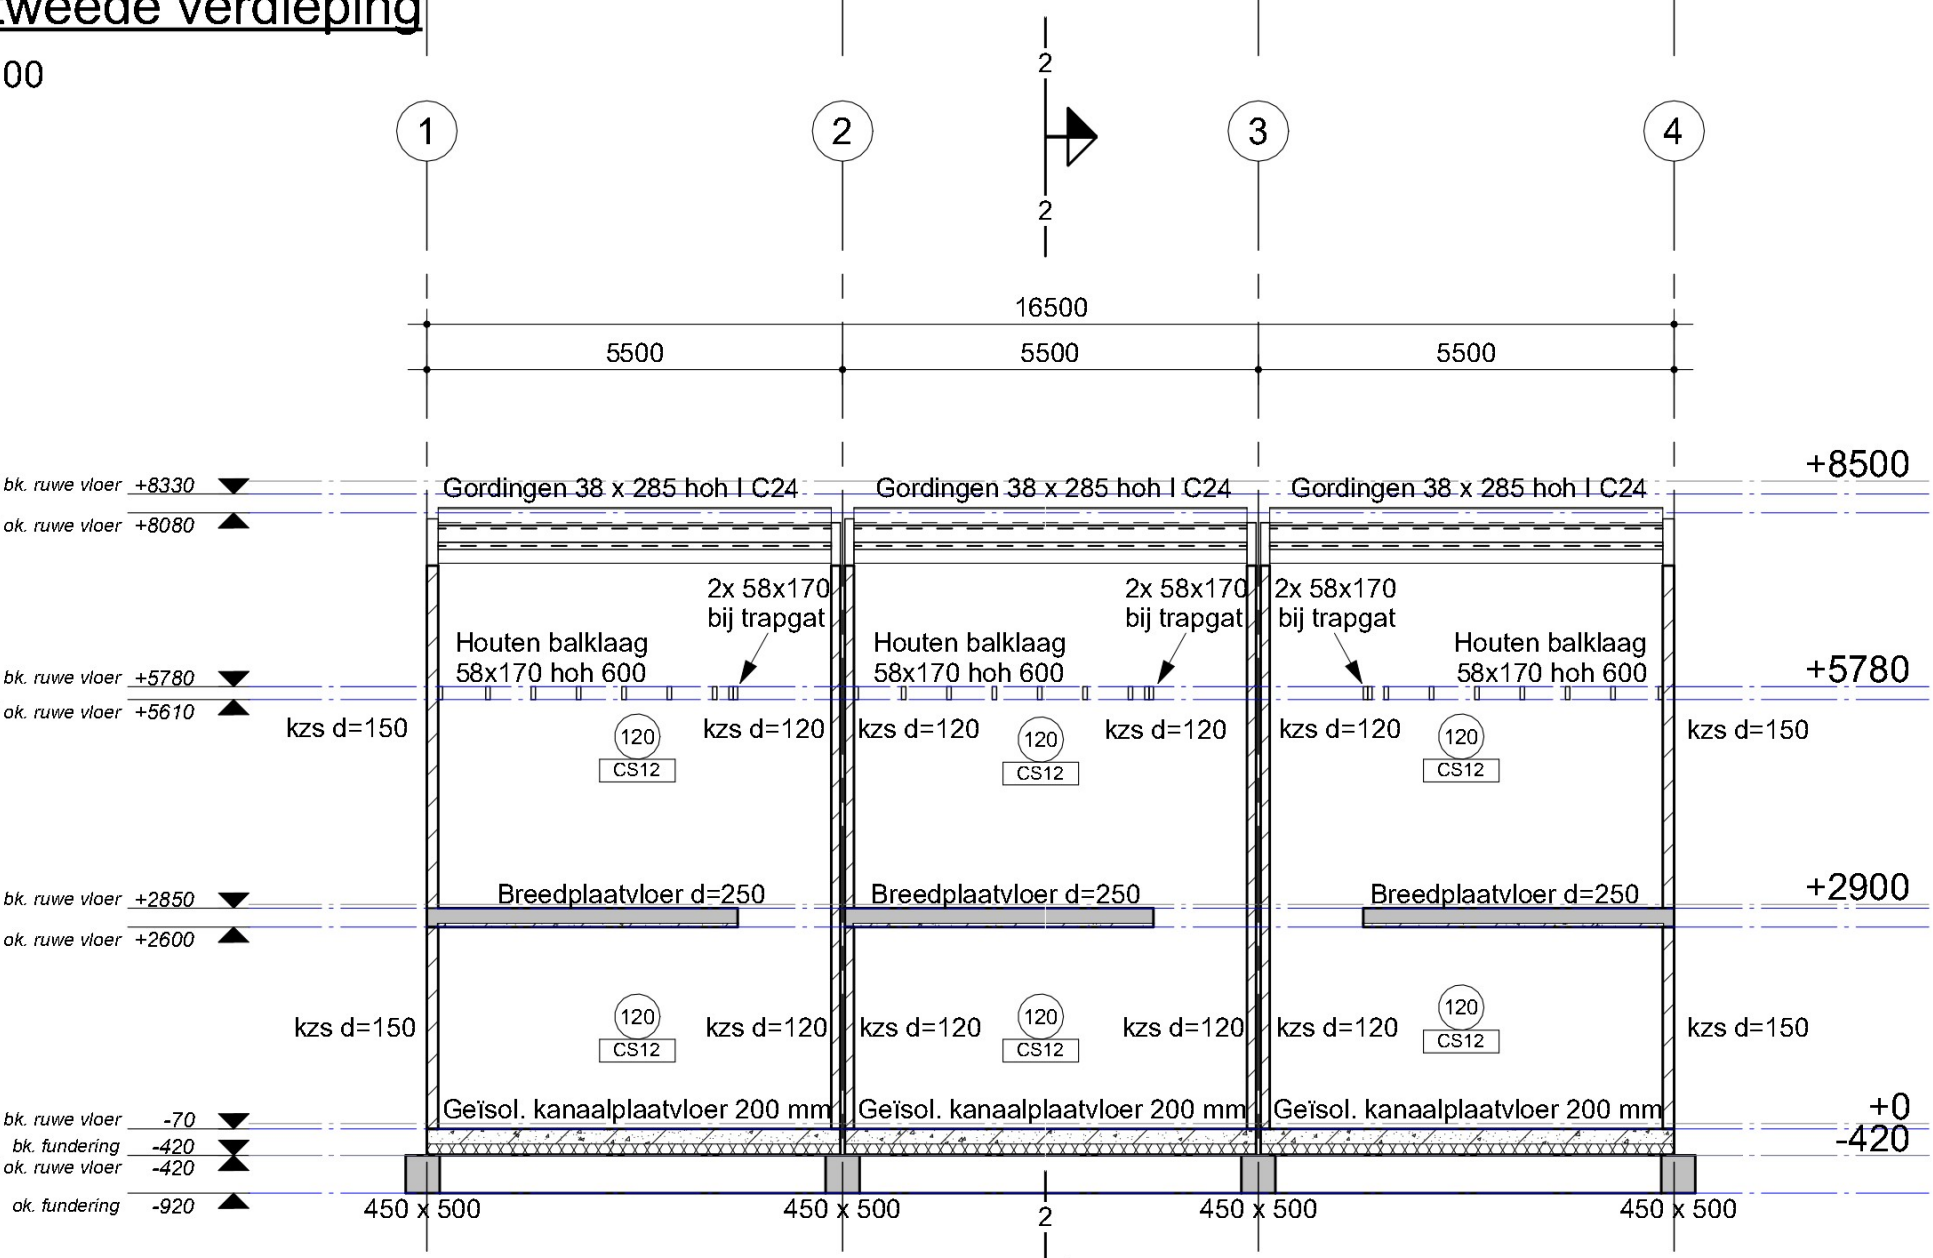 tweede verdieping
00
2
1
2
3
4
2
16500
5500
5500
5500
+8500
bk. ruwe vloer +8330
Gordingen 38 x 285 hoh I C24
Gordingen 38 x 285 hoh I C24
Gordingen 38 x 285 hoh I C24
ok. ruwe vloer +8080
2x 58x170
bij trapgat
2x 58x170
bij trapgat
2x 58x170
bij trapgat
Houten balklaag
58x170 hoh 600
Houten balklaag
58x170 hoh 600
Houten balklaag
58x170 hoh 600
bk. ruwe vloer +5780
+5780
ok. ruwe vloer +5610
kzs d=150
kzs d=120
kzs d=120
kzs d=120
kzs d=120
kzs d=150
120
CS12
120
CS12
120
CS12
bk. ruwe vloer +2850
Breedplaatvloer d=250
Breedplaatvloer d=250
Breedplaatvloer d=250
+2900
ok. ruwe vloer +2600
120
CS12
120
CS12
120
CS12
kzs d=150
kzs d=120
kzs d=120
kzs d=120
kzs d=120
kzs d=150
bk. ruwe vloer -70
Geïsol. kanaalplaatvloer 200 mm
Geïsol. kanaalplaatvloer 200 mm
Geïsol. kanaalplaatvloer 200 mm
+0
bk. fundering -420
-420
ok. ruwe vloer -420
ok. fundering -920
450 x 500
450 x 500
2
450 x 500
450 x 500